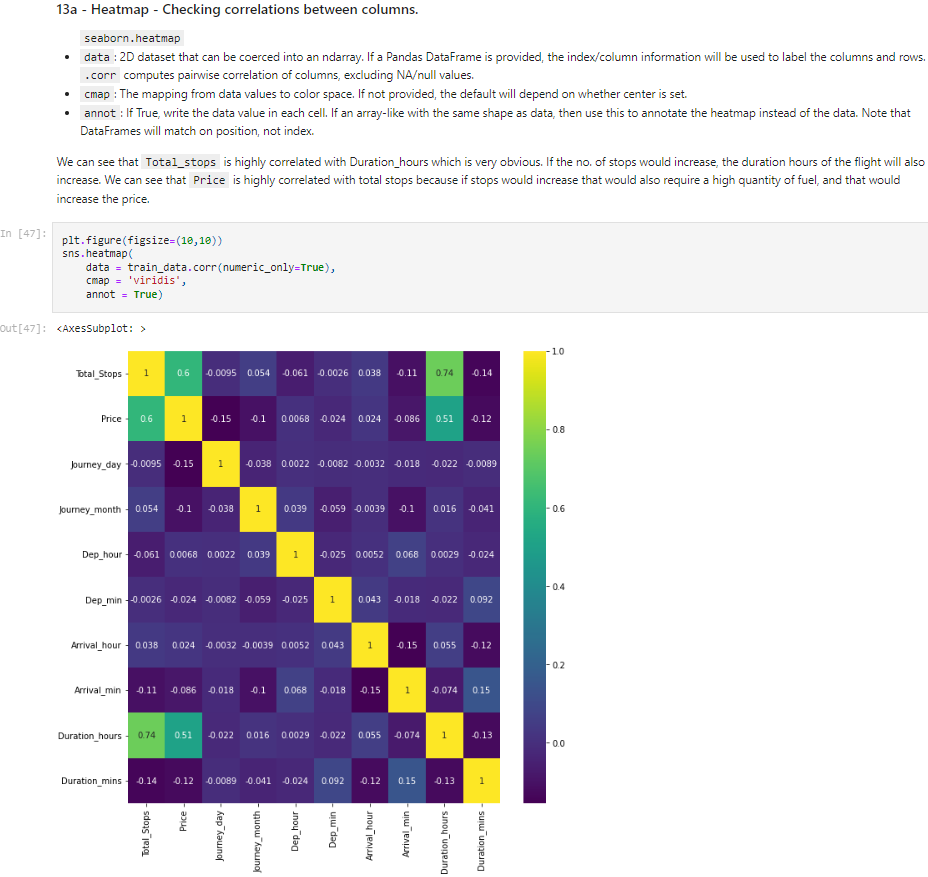 13a - Heatmap - Checking correlations between columns.
seaborn.heatmap
• data : 2D dataset that can be coerced into an ndarray. If a Pandas DataFrame is provided, the index/column information will be used to label the columns and rows.
.corr computes pairwise correlation of columns, excluding NA/null values.
• cmap : The mapping from data values to color space. If not provided, the default will depend on whether center is set.
• annot : If True, write the data value in each cell. If an array-like with the same shape as data, then use this to annotate the heatmap instead of the data. Note that
DataFrames will match on position, not index.
We can see that Total_stops is highly correlated with Duration_hours which is very obvious. If the no. of stops would increase, the duration hours of the flight will also
increase. We can see that Price is highly correlated with total stops because if stops would increase that would also require a high quantity of fuel, and that would
increase the price.
In [47]:
plt.figure(figsize=(10,10))
sns.heatmap(
data = train_data.corr(numeric_only=True),
cmap = 'viridis',
annot = True)
Out[47]: <AxesSubplot: >
Total_Stops 1 0.6 -0.0095 0.054 -0.061 -0.0026 0.038 -0.11 0.74 -0.14
Price 0.6 1 -0.15 -0.1 0.0068 -0.024 0.024 -0.086 0.51 -0.12
Journey_day -0.0095 -0.15 1 -0.038 0.0022 -0.0082 -0.0032 -0.018 -0.022 -0.0089
Journey_month 0.054 -0.1 -0.038 1 0.039 -0.059 -0.0039 -0.1 0.016 -0.041
Dep_hour -0.061 0.0068 0.0022 0.039 1 -0.025 0.0052 0.068 0.0029 -0.024
Dep_min -0.0026 -0.024 -0.0082 -0.059 -0.025 1 0.043 -0.018 -0.022 0.092
Arrival_hour 0.038 0.024 -0.0032 -0.0039 0.0052 0.043 1 -0.15 0.055 -0.12
Arrival_min -0.11 -0.086 -0.018 -0.1 0.068 -0.018 -0.15 1 -0.074 0.15
Duration_hours 0.74 0.51 -0.022 0.016 0.0029 -0.022 0.055 -0.074 1 -0.13
Duration_mins -0.14 -0.12 -0.0089 -0.041 -0.024 0.092 -0.12 0.15 -0.13 1
Total_Stops
Price
Journey_day
Journey_month
Dep_hour
Dep_min
Arrival_hour
Arrival_min
Duration_hours
Duration_mins
1.0
0.8
0.6
0.4
0.2
0.0